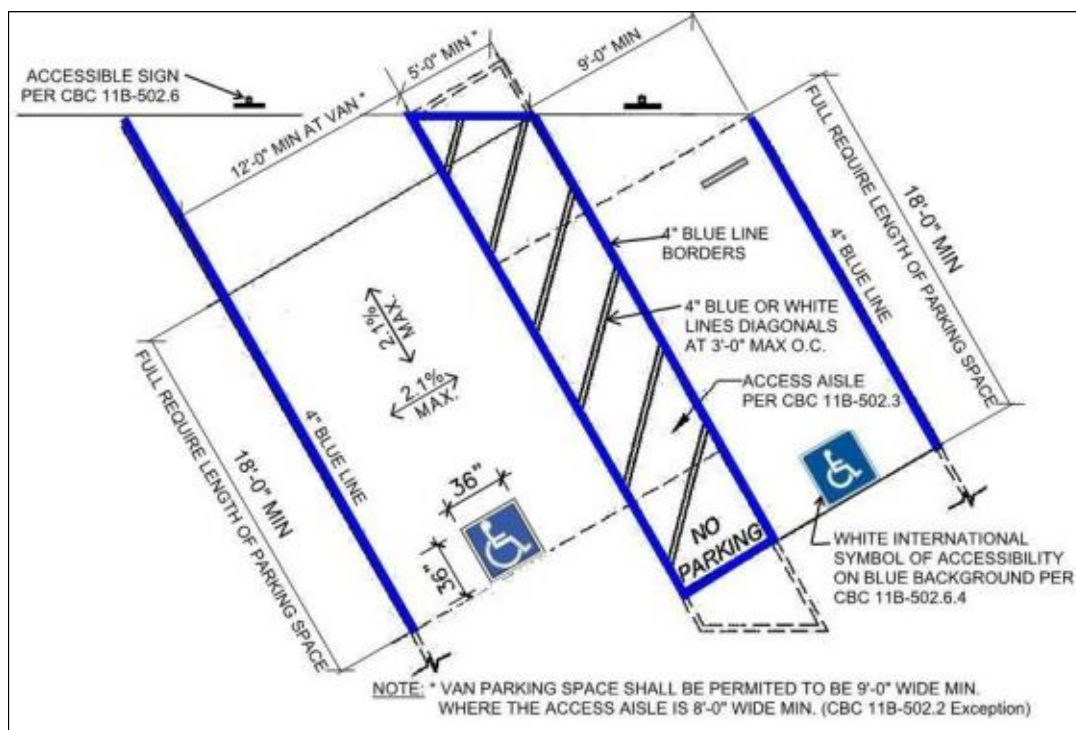 ACCESSIBLE SIGN
PER CBC 11B-502.6
12'-0" MIN AT VAN *
5'-0" MIN *
9'-0" MIN
FULL REQUIRE LENGTH OF PARKING SPACE
18'-0" MIN
4" BLUE LINE
4" BLUE LINE
BORDERS
4" BLUE OR WHITE
LINES DIAGONALS
AT 3'-0" MAX O.C.
ACCESS AISLE
PER CBC 11B-502.3
2.1%
MAX.
2.1%
MAX.
4" BLUE LINE
FULL REQUIRE LENGTH OF PARKING SPACE
18'-0" MIN
36"
36"
NO
PARKING
WHITE INTERNATIONAL
SYMBOL OF ACCESSIBILITY
ON BLUE BACKGROUND PER
CBC 11B-502.6.4
NOTE: * VAN PARKING SPACE SHALL BE PERMITED TO BE 9'-0" WIDE MIN.
WHERE THE ACCESS AISLE IS 8'-0" WIDE MIN. (CBC 11B-502.2 Exception)